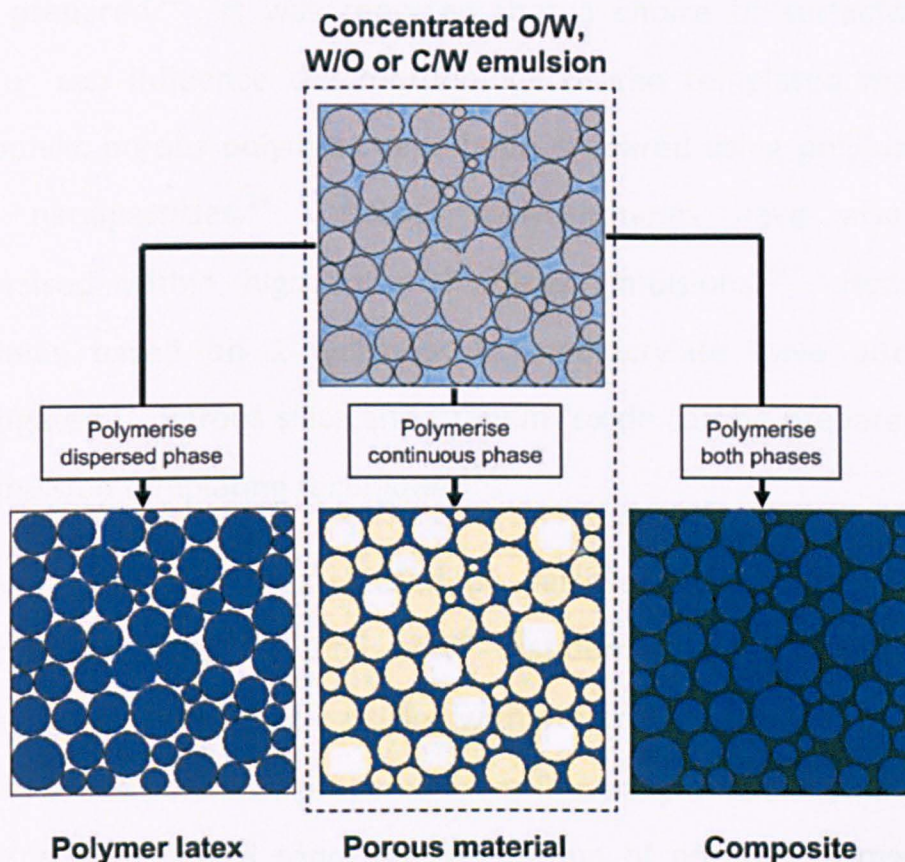 Concentrated O/W,
W/O or C/W emulsion
Polymerise
dispersed phase
Polymerise
continuous phase
Polymerise
both phases
Polymer latex
Porous material
Composite